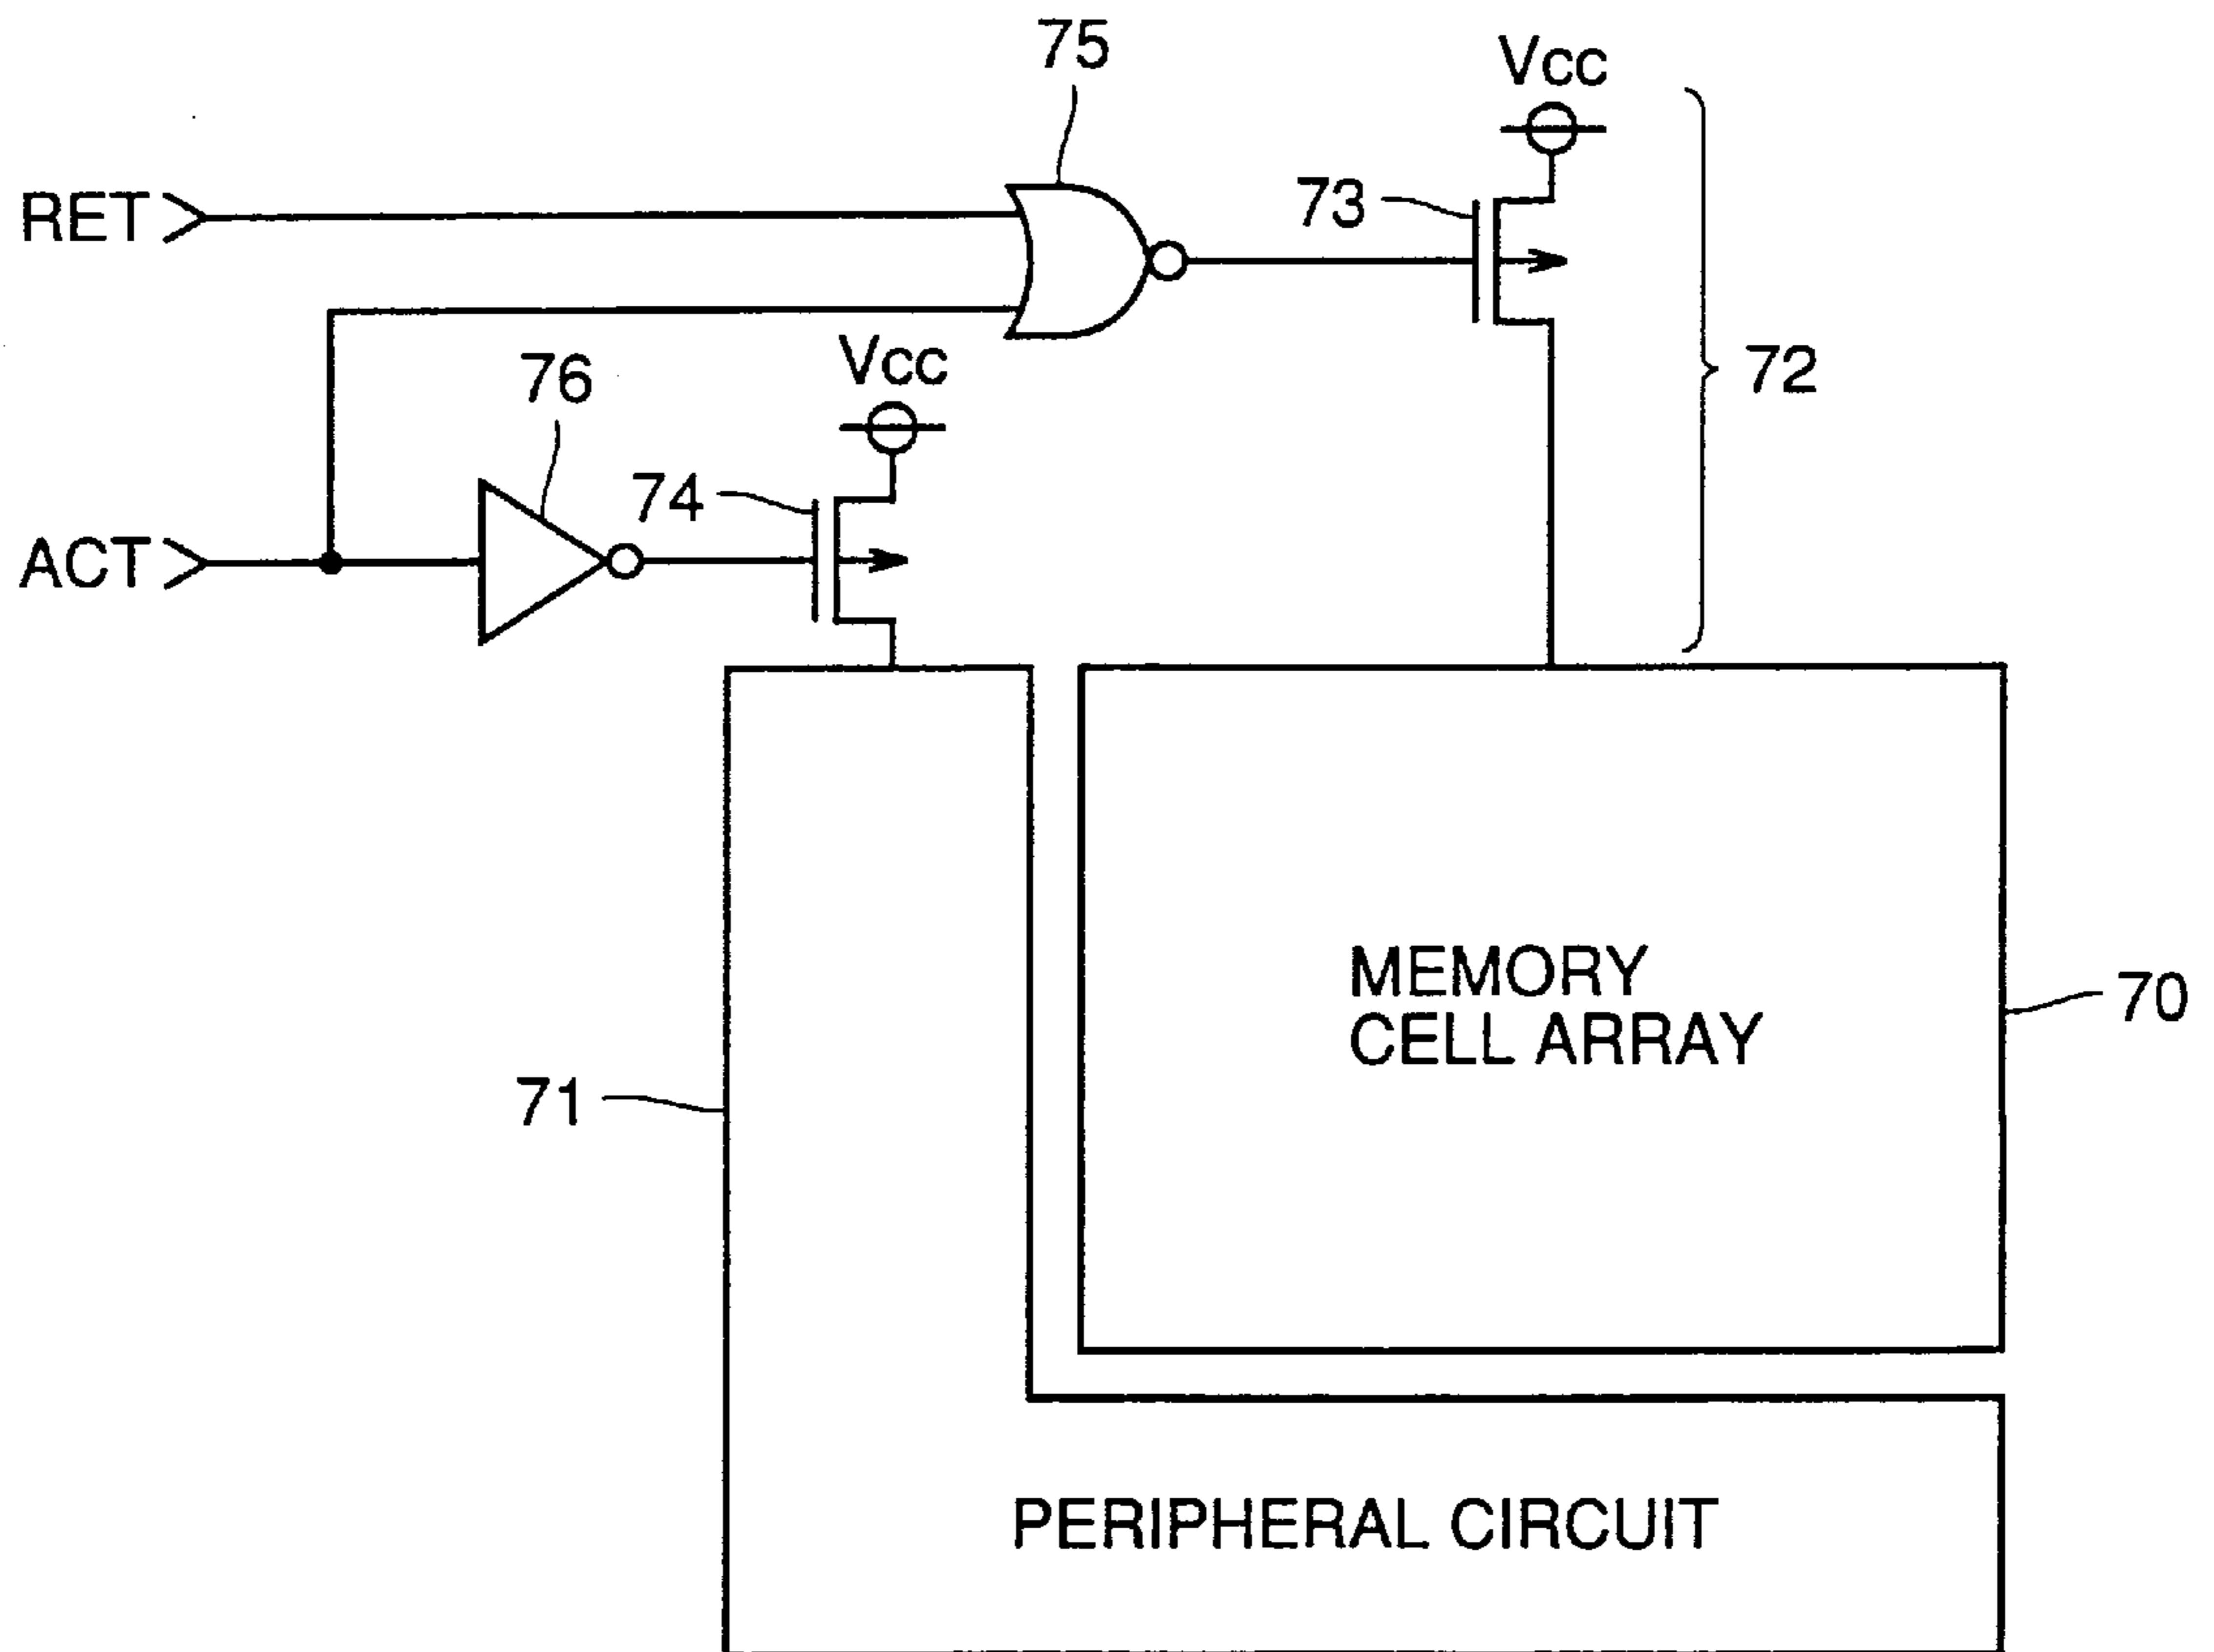 75
Vcc
73
RET
72
Vcc
76
74
ACT
MEMORY
CELL ARRAY
70
71
PERIPHERAL CIRCUIT